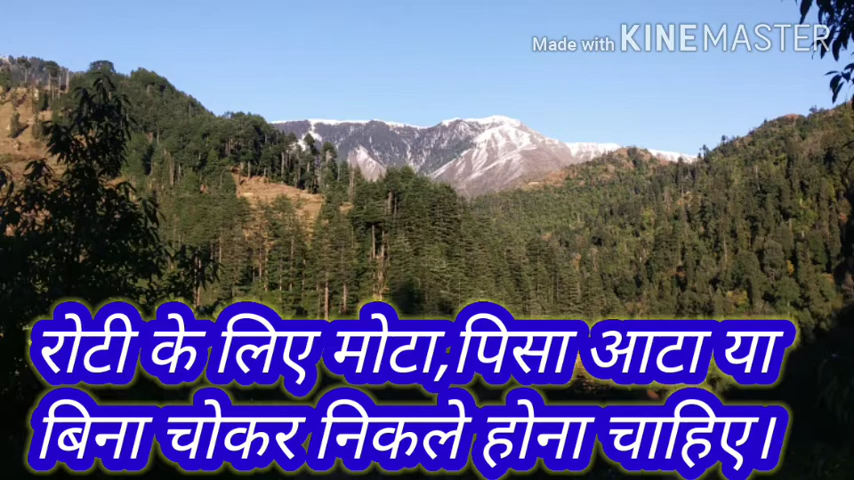 Made with KINEMASTER
रोटी के लिए मोटा,पिसा आटा या
बिना चोकर निकले होना चाहिए।